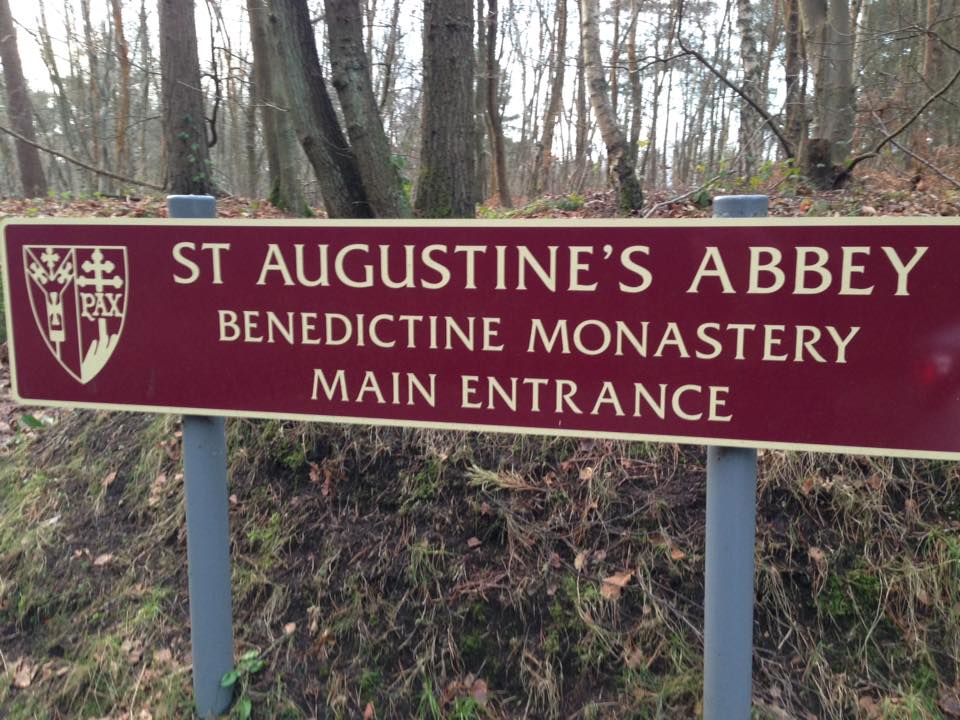 ST AUGUSTINE'S ABBEY
BENEDICTINE MONASTERY
MAIN ENTRANCE
PAX